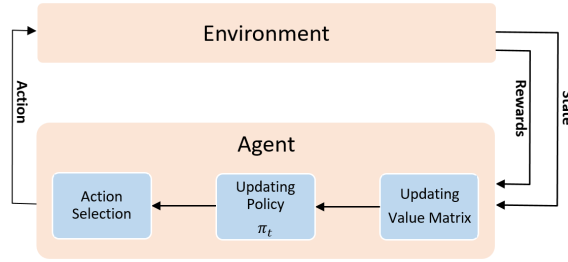 Environment
Action
Rewards
State
Agent
Action
Selection
Updating
Policy
π_t
Updating
Value Matrix